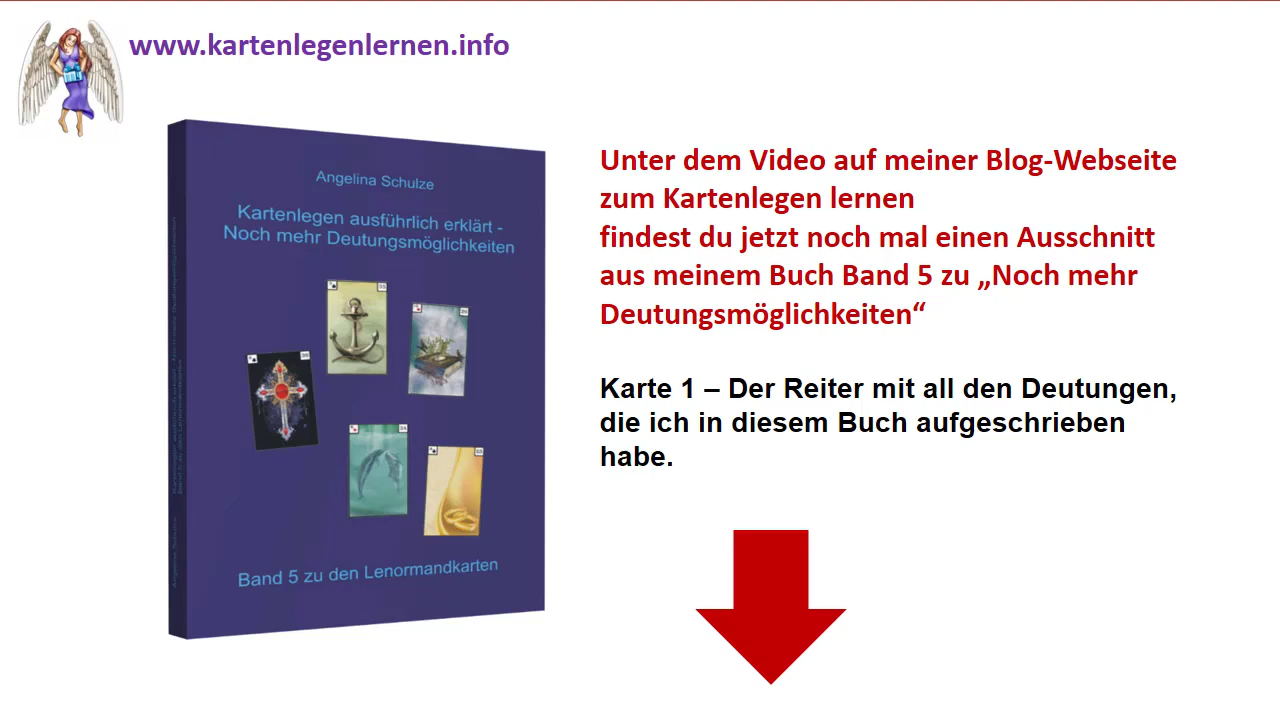 www.kartenlegenlernen.info
Angelina Schulze
Kartenlegen ausführlich erklärt -
Noch mehr Deutungsmöglichkeiten
Band 5 zu den Lenormandkarten
Unter dem Video auf meiner Blog-Webseite
zum Kartenlegen lernen
findest du jetzt noch mal einen Ausschnitt
aus meinem Buch Band 5 zu „Noch mehr
Deutungsmöglichkeiten“
Karte 1 – Der Reiter mit all den Deutungen,
die ich in diesem Buch aufgeschrieben
habe.